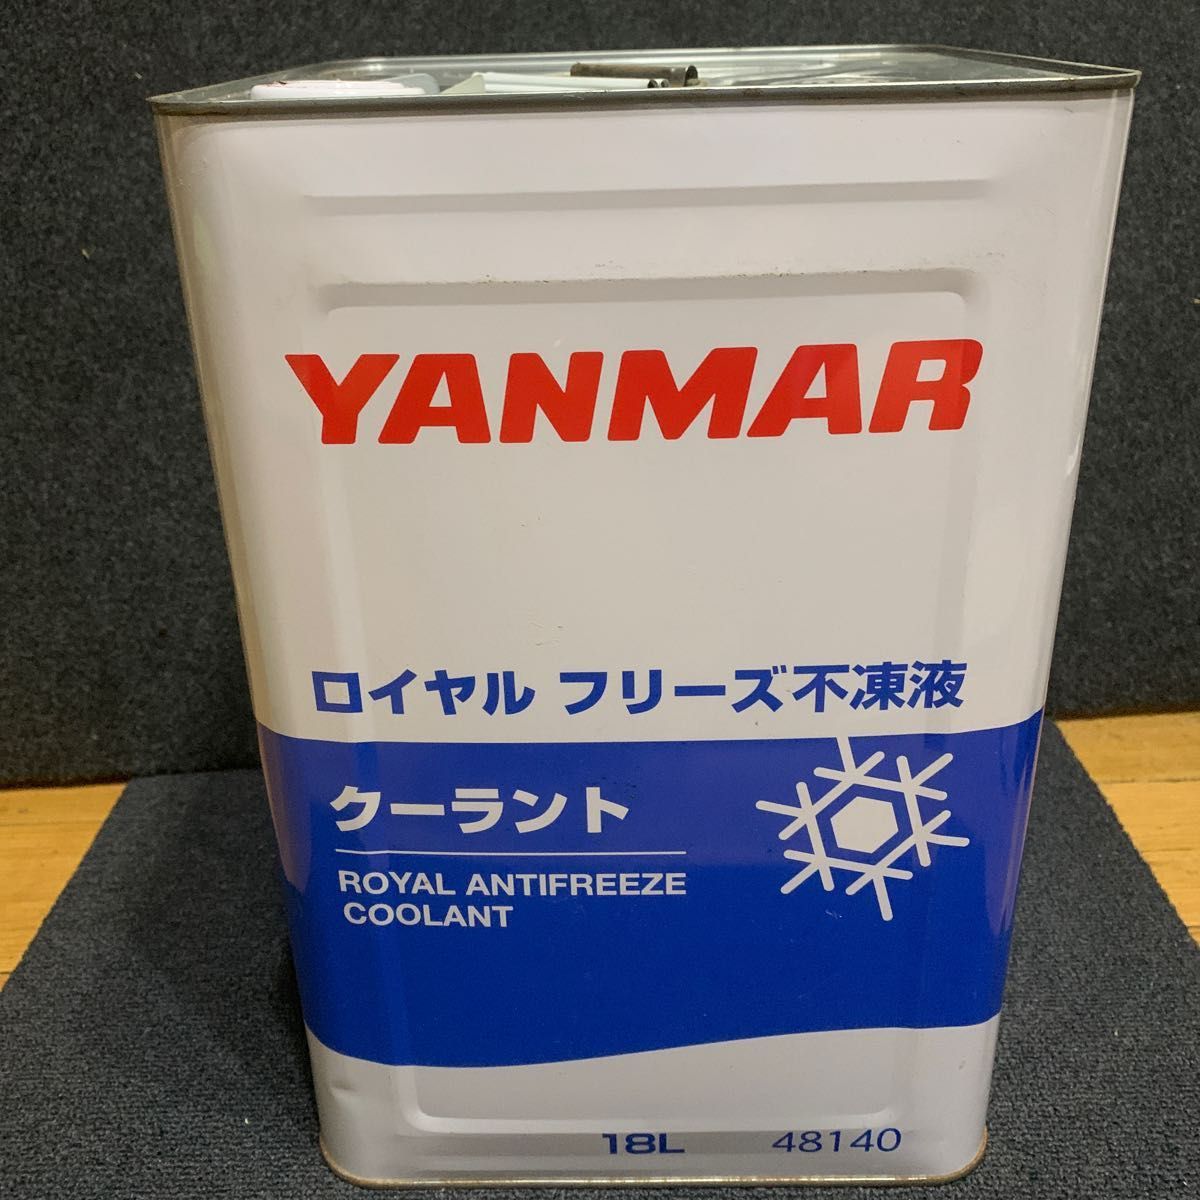 YANMAR
ロイヤル フリーズ不凍液
クーラント
ROYAL ANTIFREEZE
COOLANT
18L 48140